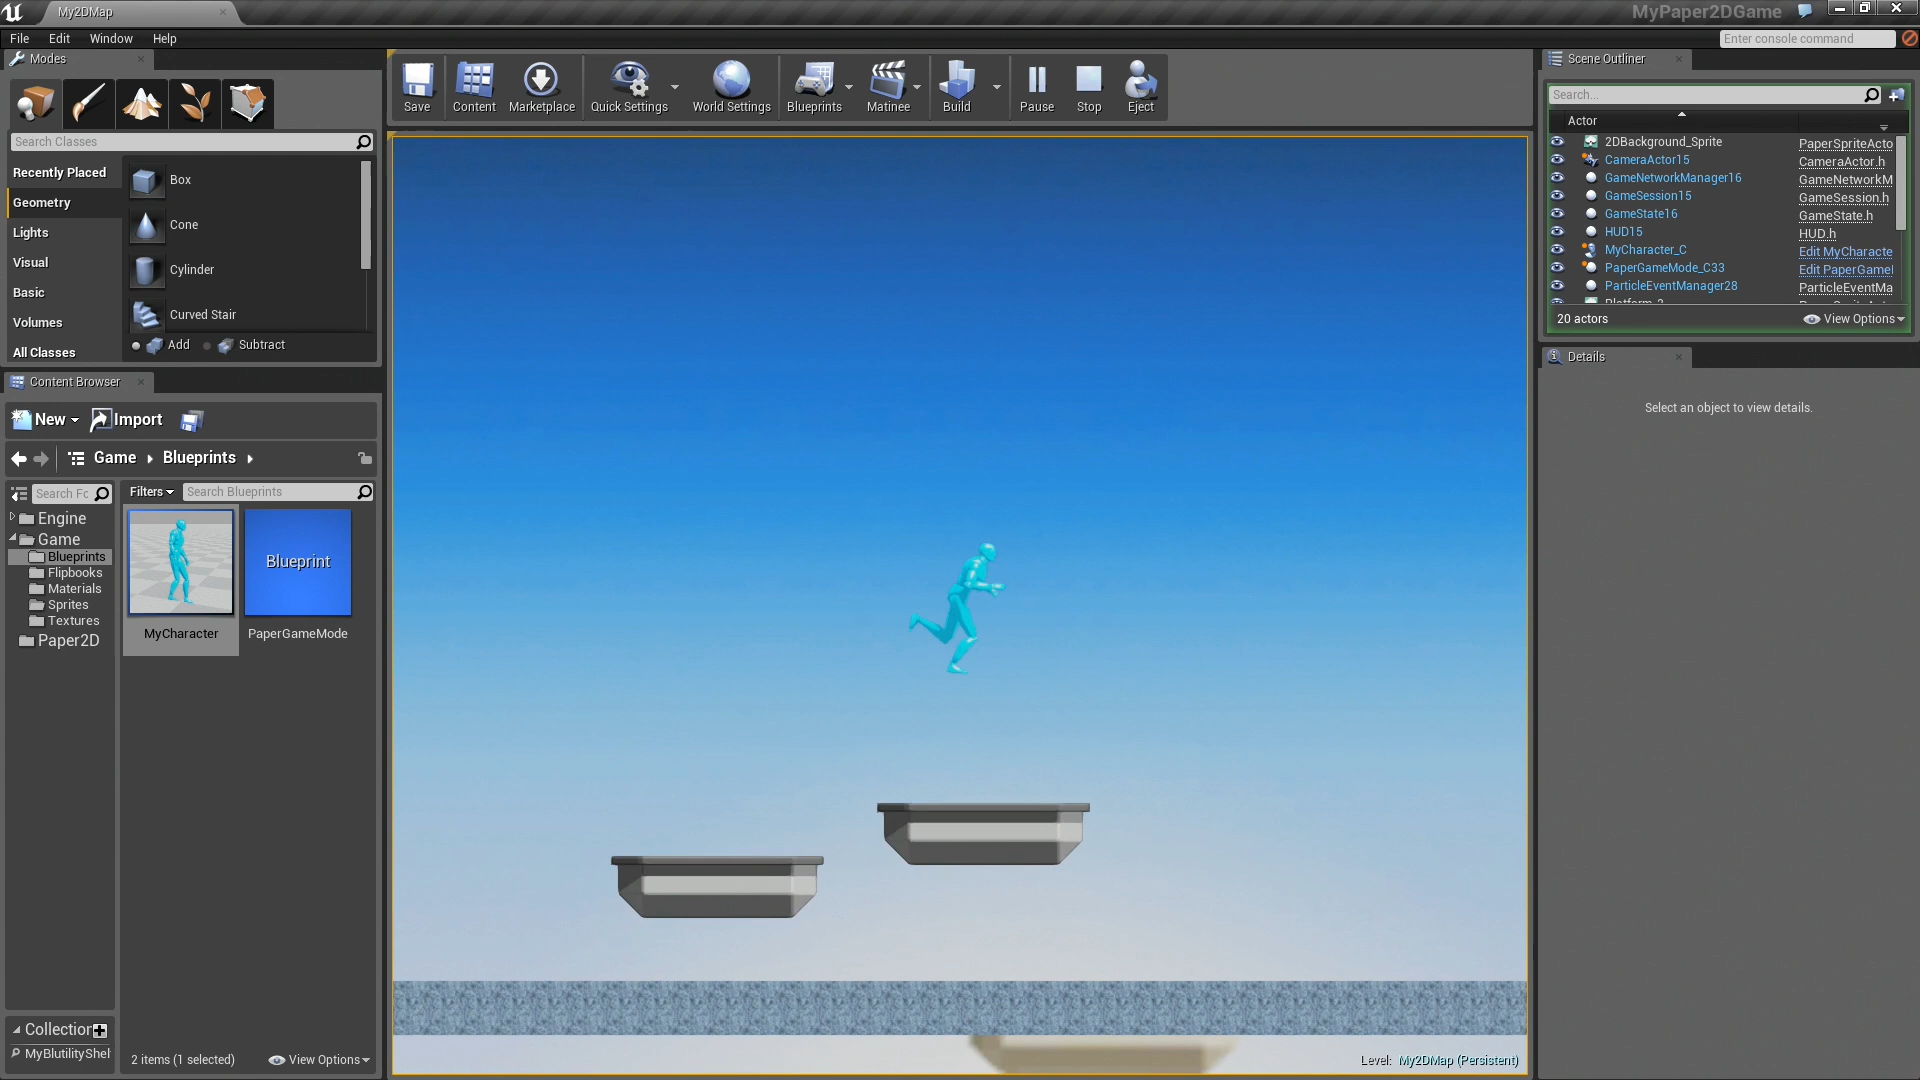 My2DMap
MyPaper2DGame
File Edit Window Help
Enter console command
Modes
Search Classes
Recently Placed
Geometry
Lights
Visual
Basic
Volumes
All Classes
Box
Cone
Cylinder
Curved Stair
Add Subtract
Content Browser
New Import
Game Blueprints
Search Fo
Filters Search Blueprints
Engine
Game
Blueprints
Flipbooks
Materials
Sprites
Textures
Paper2D
Blueprint
MyCharacter PaperGameMode
Collection
MyBlutilityShel
2 items (1 selected) View Options
Save Content Marketplace Quick Settings World Settings Blueprints Matinee Build Pause Stop Eject
Level: My2DMap (Persistent)
Scene Outliner
Search...
Actor
2DBackground_Sprite PaperSpriteActo
CameraActor15 CameraActor.h
GameNetworkManager16 GameNetworkM
GameSession15 GameSession.h
GameState16 GameState.h
HUD15 HUD.h
MyCharacter_C Edit MyCharacte
PaperGameMode_C33 Edit PaperGameI
ParticleEventManager28 ParticleEventMa
20 actors View Options
Details
Select an object to view details.